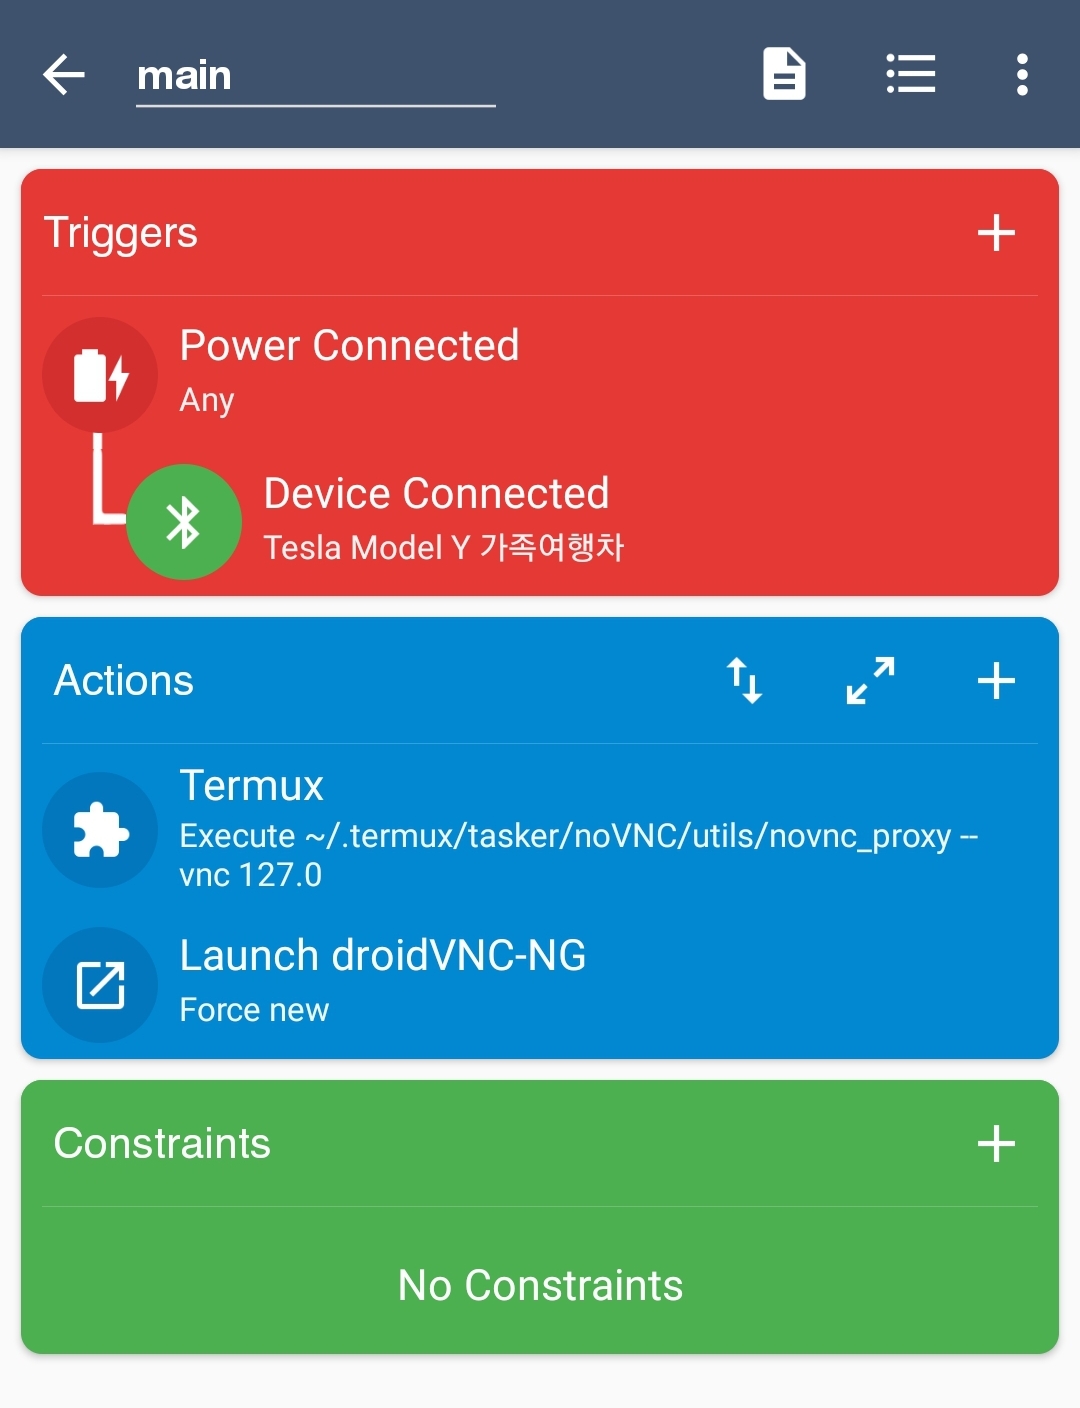 main
Triggers
Power Connected
Any
Device Connected
Tesla Model Y 가족여행차
Actions
Termux
Execute ~/.termux/tasker/noVNC/utils/novnc_proxy --
vnc 127.0
Launch droidVNC-NG
Force new
Constraints
No Constraints